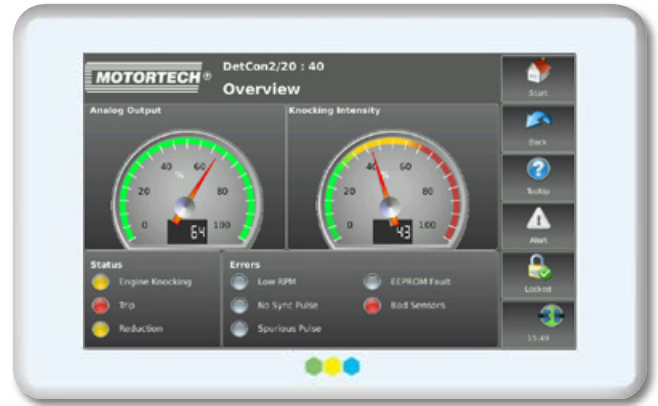 MOTORTECH®
DetCon2/20 : 40
Overview
Start
Analog Output
0
20
40
60
80
100
%
64
Knocking Intensity
0
20
40
60
80
100
%
43
Back
Tooltip
Alert
Locked
15:49
Status
Engine Knocking
Trip
Reduction
Errors
Low RPM
No Sync Pulse
Spurious Pulse
EEPROM Fault
Bad Sensors